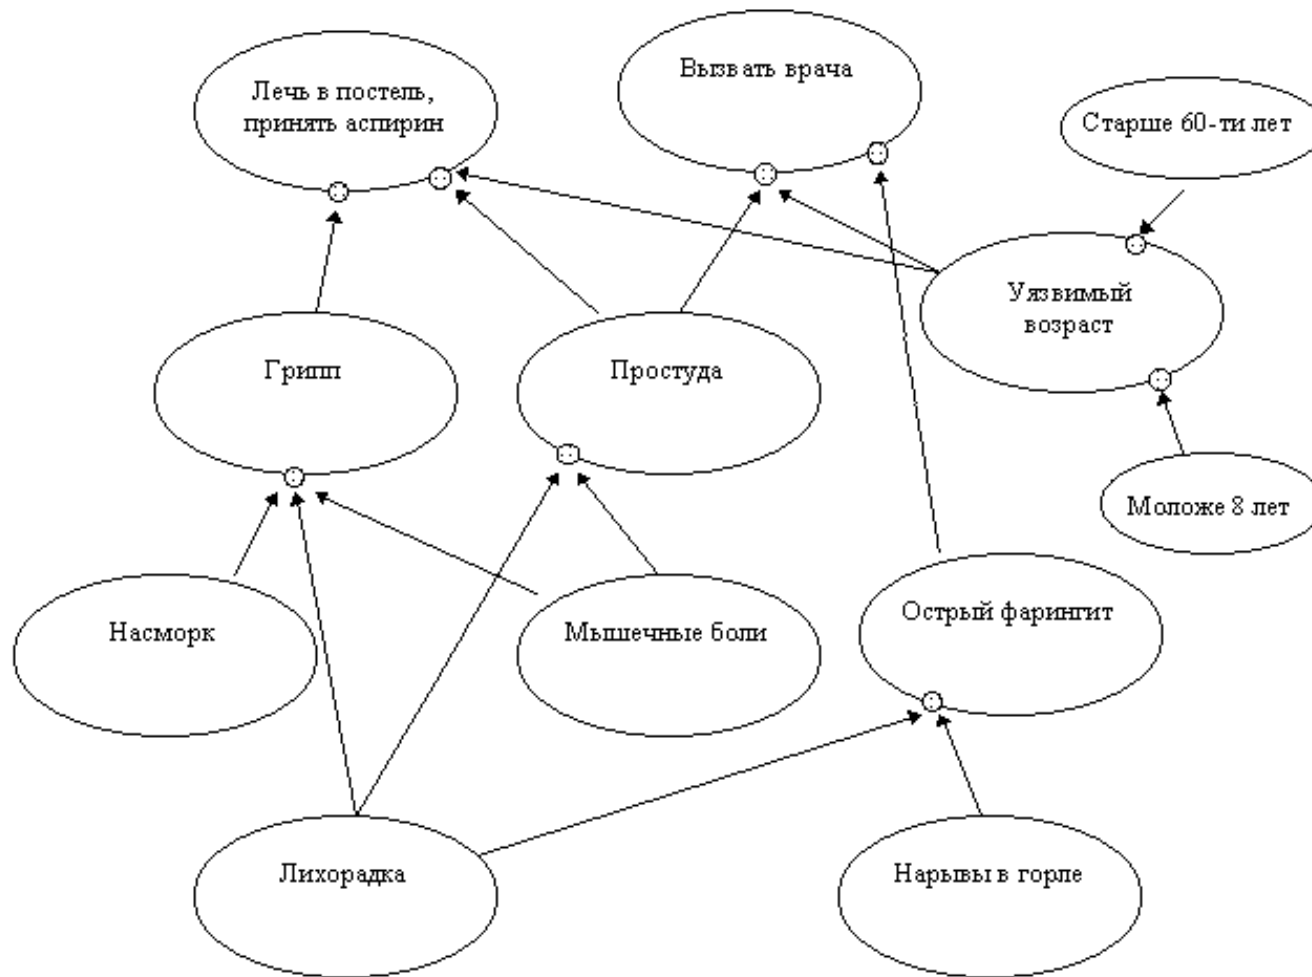 Лечь в постель,
принять аспирин
Вызвать врача
Старше 60-ти лет
Уязвимый
возраст
Грипп
Простуда
Моложе 8 лет
Насморк
Мышечные боли
Острый фарингит
Лихорадка
Нарывы в горле